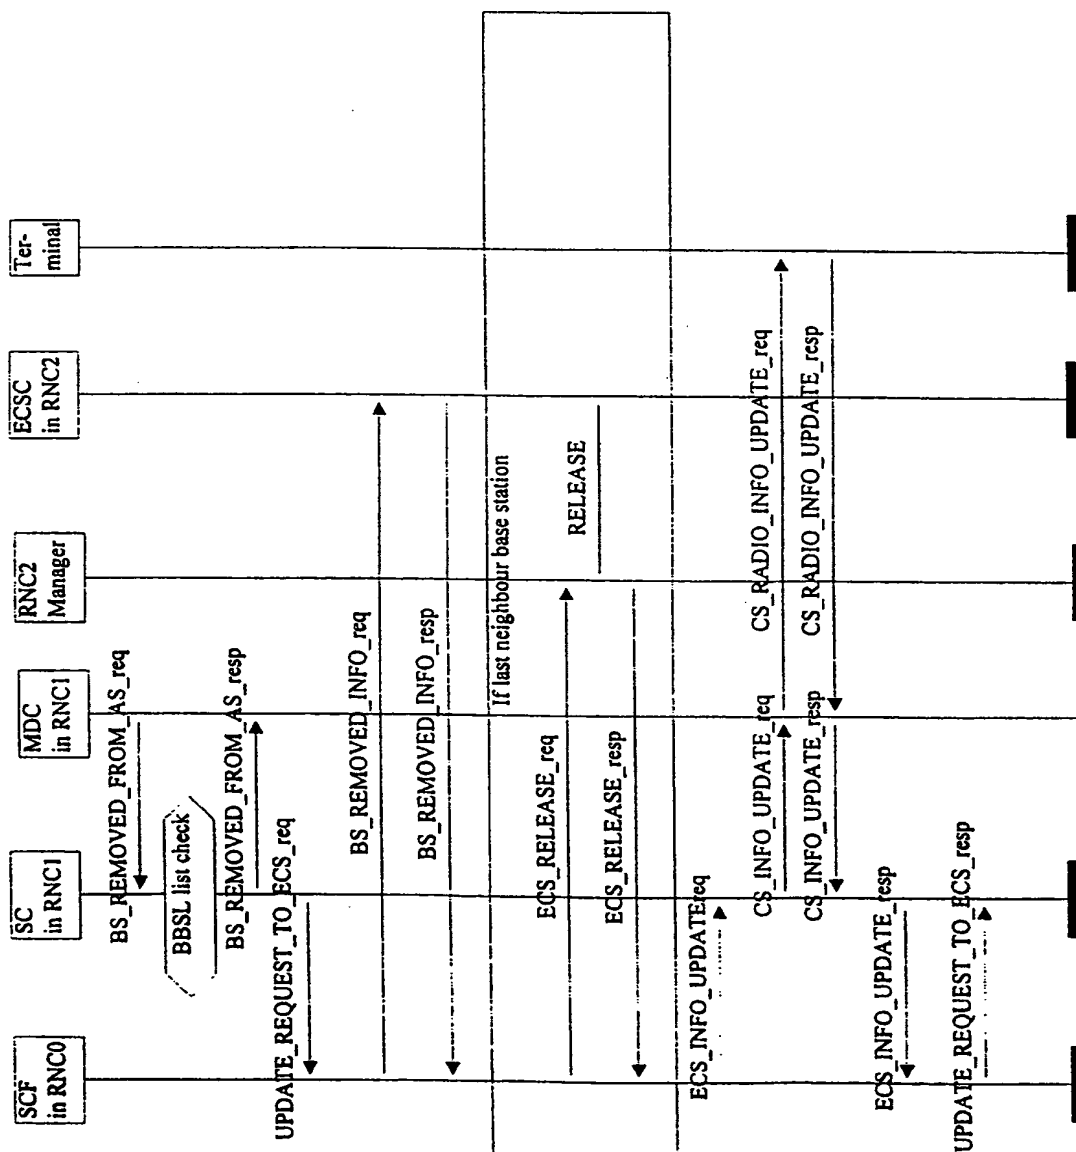 SCF
in RNC0
SC
in RNC1
MDC
in RNC1
RNC2
Manager
ECSC
in RNC2
Ter-
minal
BS_REMOVED_FROM_AS_req
BBSL list check
BS_REMOVED_FROM_AS_resp
UPDATE_REQUEST_TO_ECS_req
BS_REMOVED_INFO_req
BS_REMOVED_INFO_resp
If last neighbour base station
ECS_RELEASE_req
RELEASE
ECS_RELEASE_resp
ECS_INFO_UPDATEreq
CS_INFO_UPDATE_req
CS_RADIO_INFO_UPDATE_req
CS_INFO_UPDATE_resp
CS_RADIO_INFO_UPDATE_resp
ECS_INFO_UPDATE_resp
UPDATE_REQUEST_TO_ECS_resp